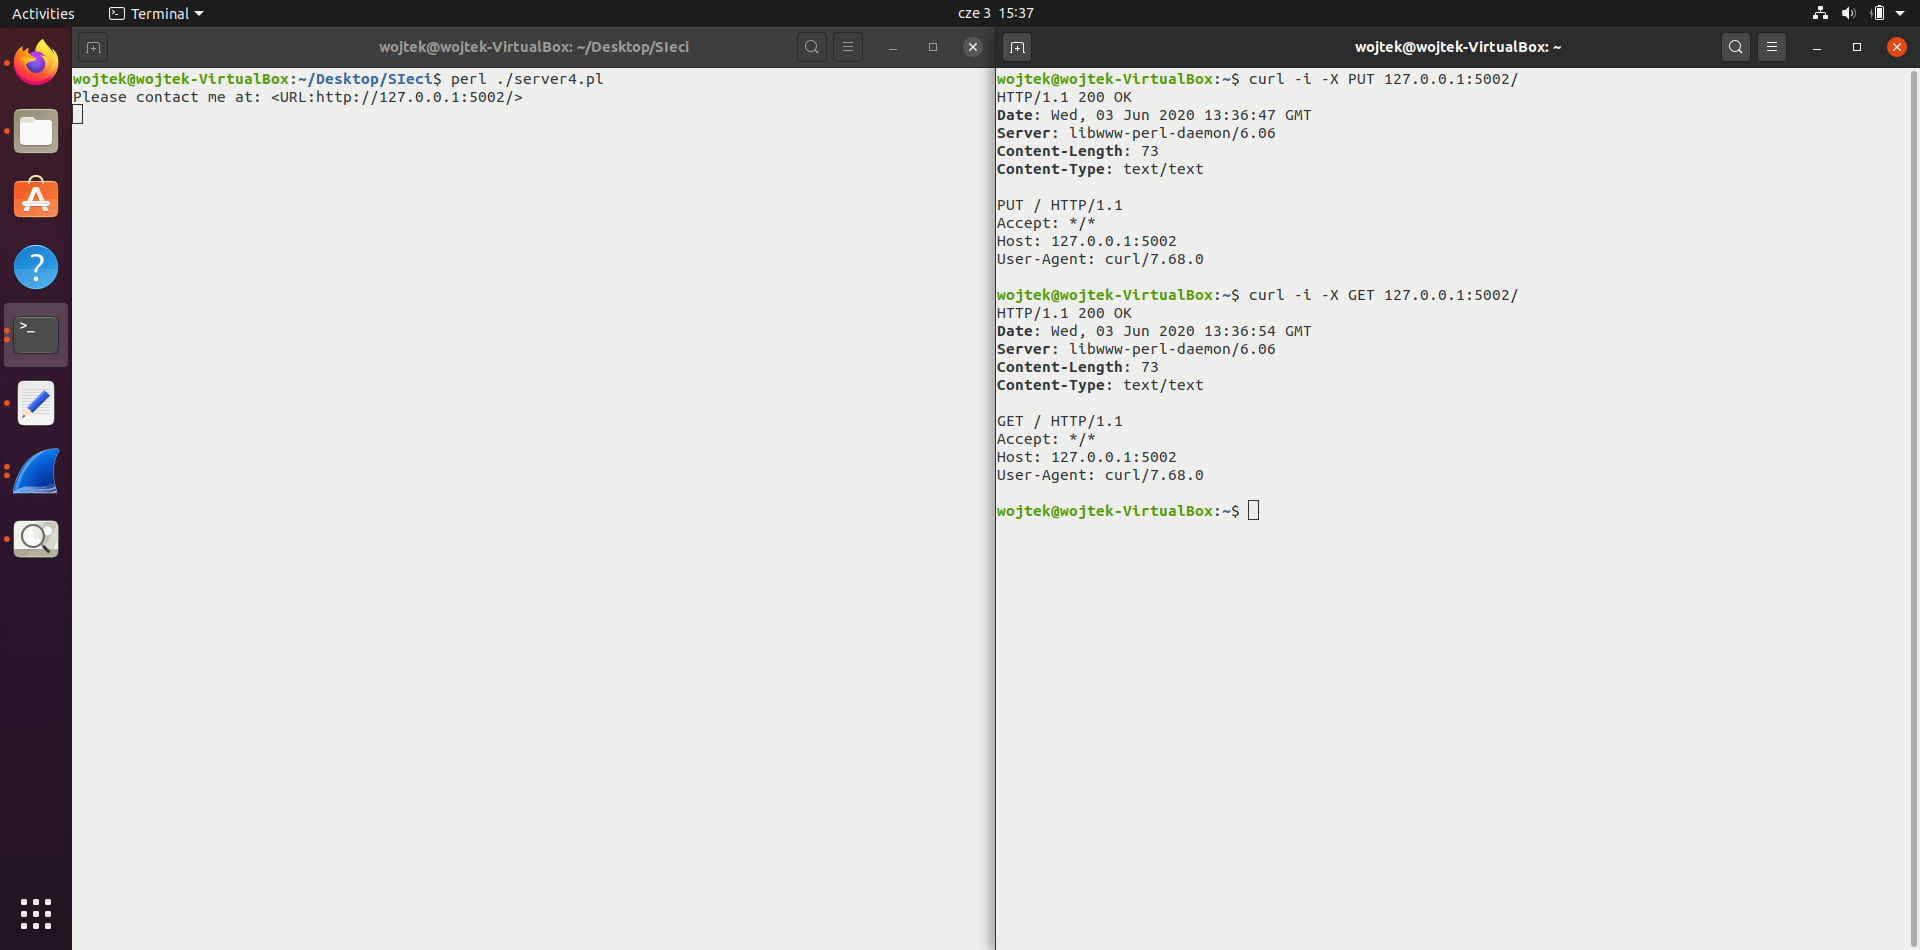 Activities
Terminal
cze 3 15:37
wojtek@wojtek-VirtualBox: ~/Desktop/SIeci
wojtek@wojtek-VirtualBox:~/Desktop/SIeci$ perl ./server4.pl
Please contact me at: <URL:http://127.0.0.1:5002/>
wojtek@wojtek-VirtualBox: ~
wojtek@wojtek-VirtualBox:~$ curl -i -X PUT 127.0.0.1:5002/
HTTP/1.1 200 OK
Date: Wed, 03 Jun 2020 13:36:47 GMT
Server: libwww-perl-daemon/6.06
Content-Length: 73
Content-Type: text/text
PUT / HTTP/1.1
Accept: */*
Host: 127.0.0.1:5002
User-Agent: curl/7.68.0
wojtek@wojtek-VirtualBox:~$ curl -i -X GET 127.0.0.1:5002/
HTTP/1.1 200 OK
Date: Wed, 03 Jun 2020 13:36:54 GMT
Server: libwww-perl-daemon/6.06
Content-Length: 73
Content-Type: text/text
GET / HTTP/1.1
Accept: */*
Host: 127.0.0.1:5002
User-Agent: curl/7.68.0
wojtek@wojtek-VirtualBox:~$